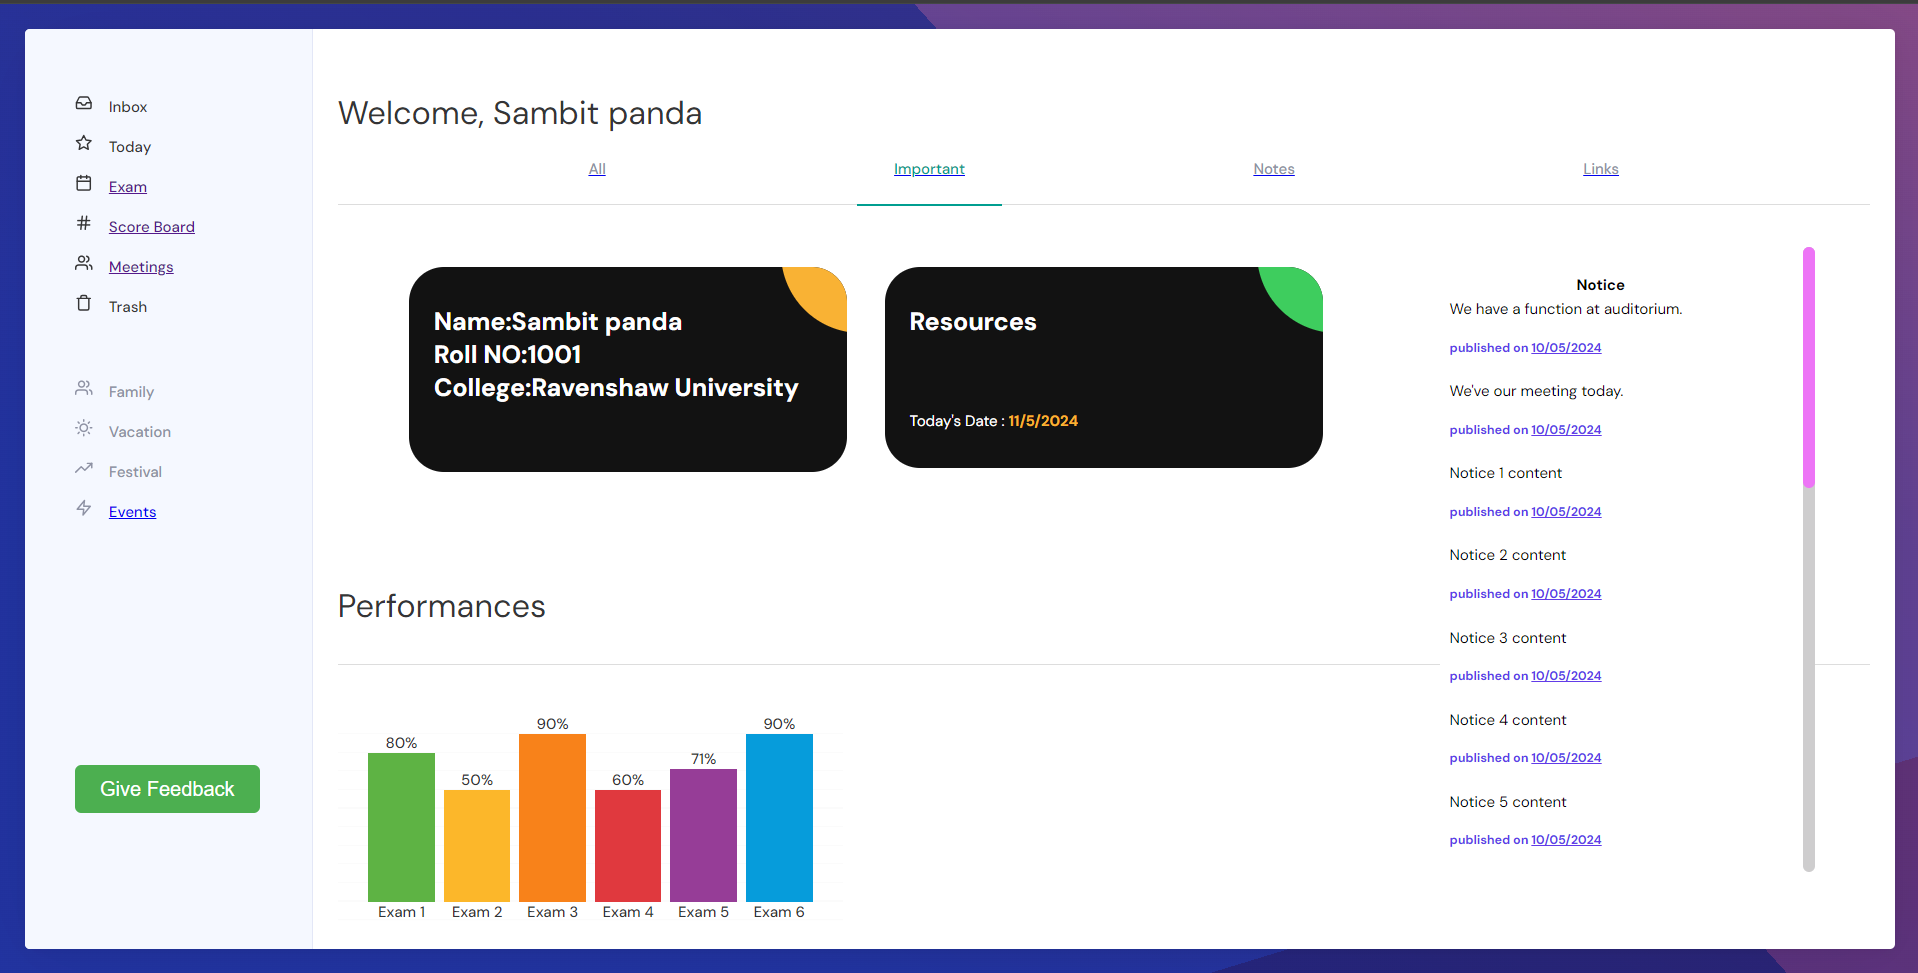 Inbox
Today
Exam
Score Board
Meetings
Trash
Family
Vacation
Festival
Events
Give Feedback
Welcome, Sambit panda
All Important Notes Links
Name:Sambit panda
Roll NO:1001
College:Ravenshaw University
Resources
Today's Date : 11/5/2024
Notice
We have a function at auditorium.
published on 10/05/2024
We've our meeting today.
published on 10/05/2024
Notice 1 content
published on 10/05/2024
Notice 2 content
published on 10/05/2024
Notice 3 content
published on 10/05/2024
Notice 4 content
published on 10/05/2024
Notice 5 content
published on 10/05/2024
Performances
80% 50% 90% 60% 71% 90%
Exam 1 Exam 2 Exam 3 Exam 4 Exam 5 Exam 6